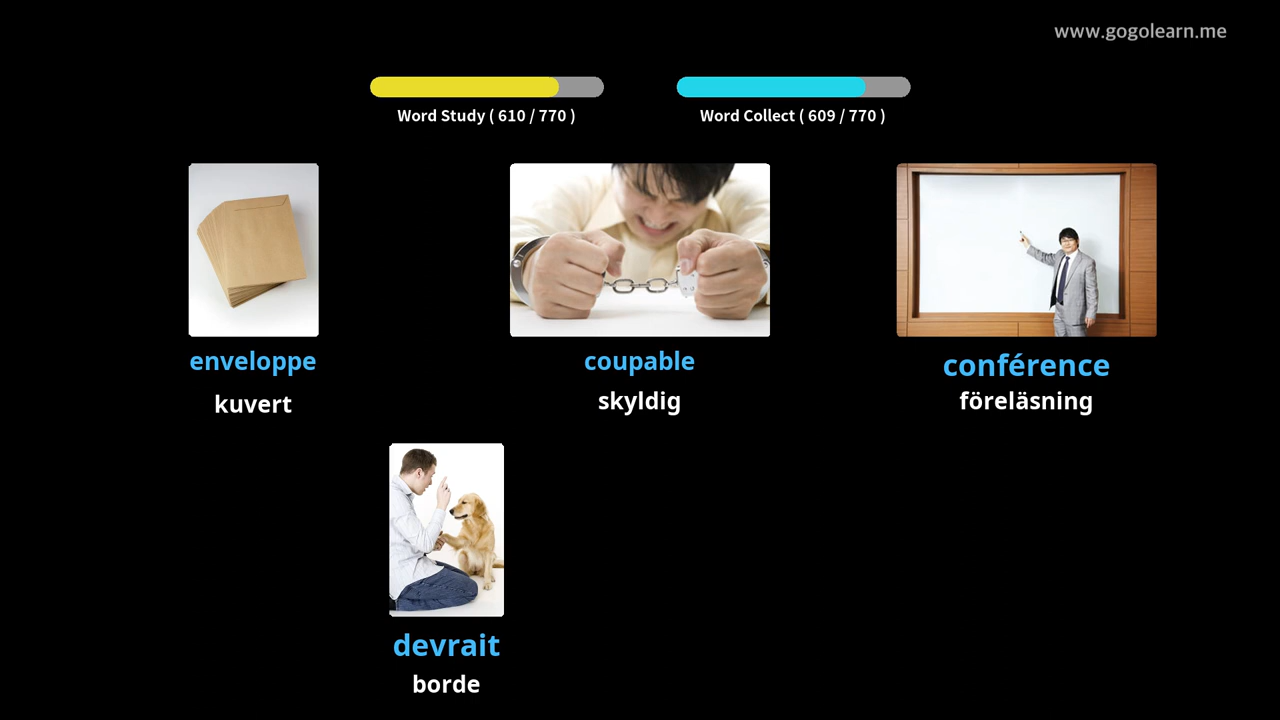 www.gogolearn.me
Word Study ( 610 / 770 )
Word Collect ( 609 / 770 )
enveloppe
kuvert
coupable
skyldig
conférence
föreläsning
devrait
borde